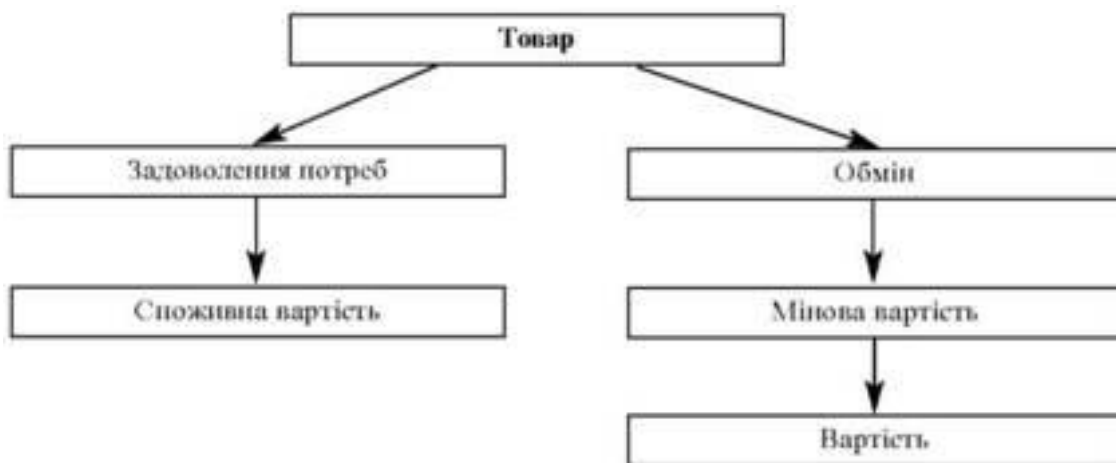 Товар
Задоволення потреб
Обмін
Споживна вартість
Мінова вартість
Вартість